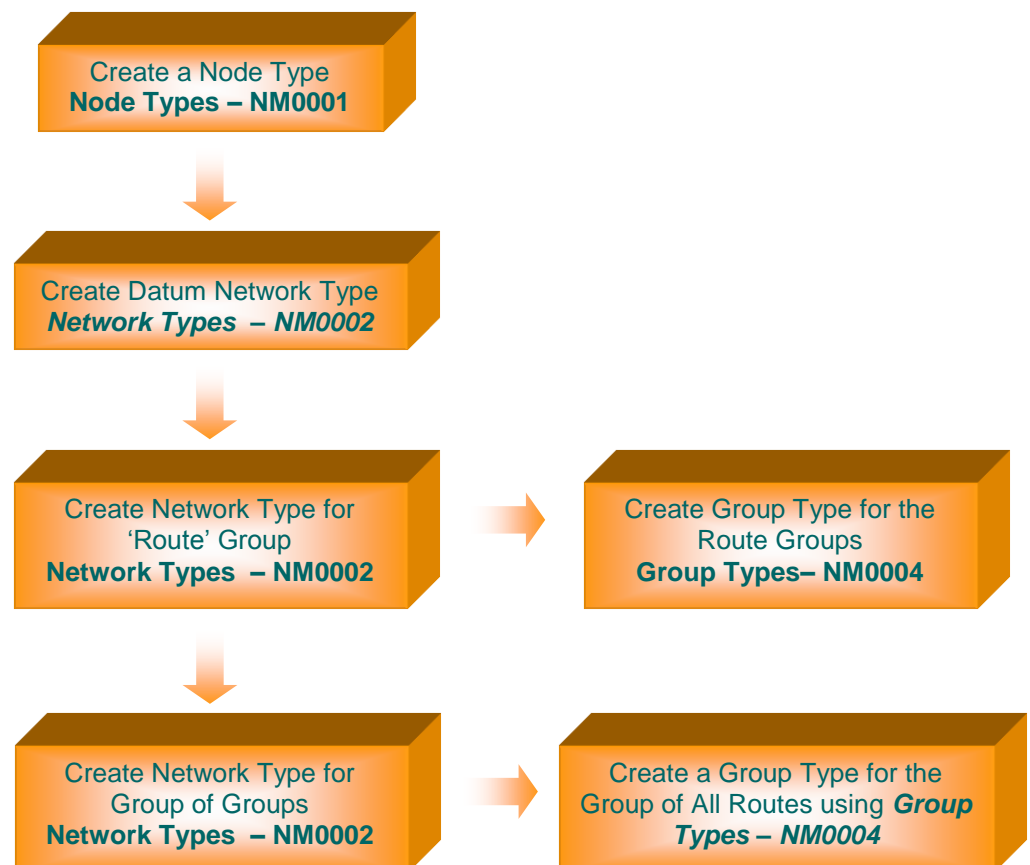 Create a Node Type
Node Types – NM0001
Create Datum Network Type
Network Types – NM0002
Create Network Type for
‘Route’ Group
Network Types – NM0002
Create Group Type for the
Route Groups
Group Types– NM0004
Create Network Type for
Group of Groups
Network Types – NM0002
Create a Group Type for the
Group of All Routes using Group
Types – NM0004